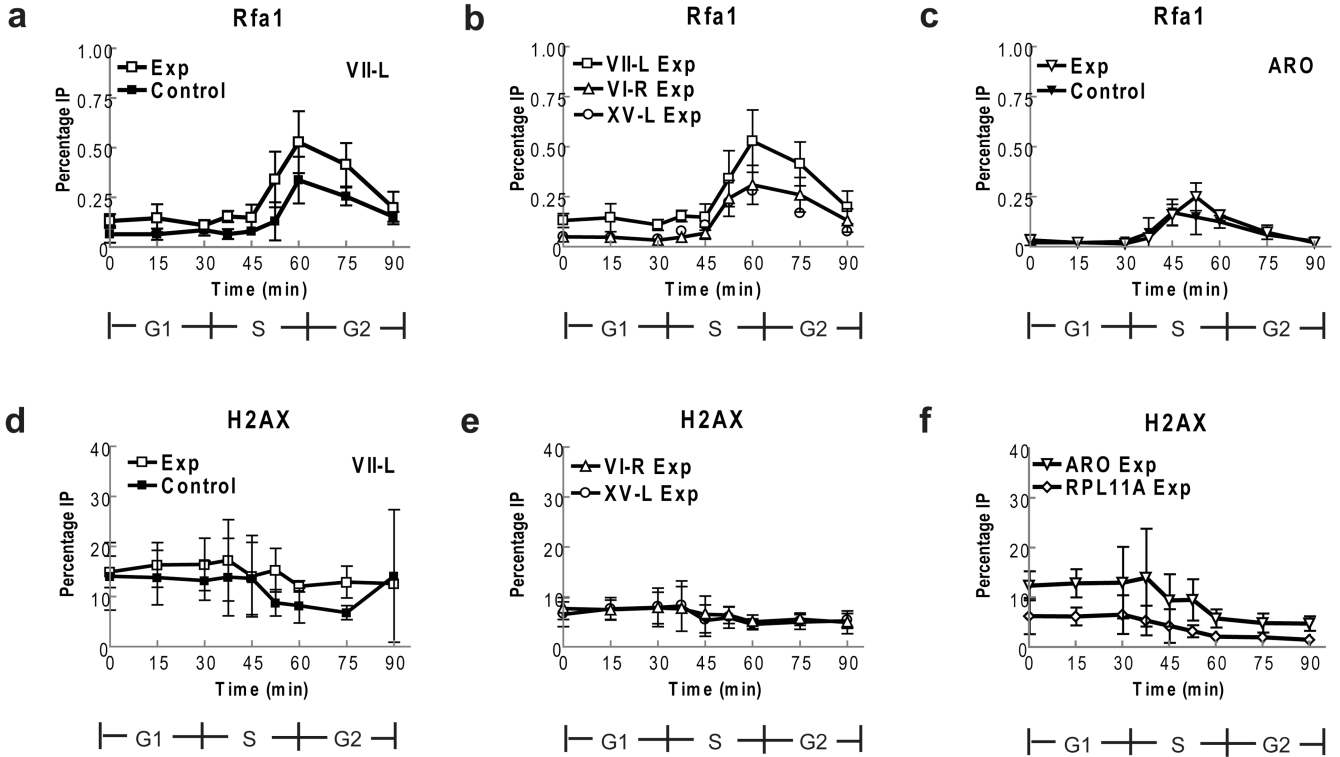 a
Rfa1
1.00
0.75
0.50
0.25
0
Percentage IP
Exp
Control
VII-L
0 15 30 45 60 75 90
Time (min)
G1 S G2
b
Rfa1
1.00
0.75
0.50
0.25
0
Percentage IP
VII-L Exp
VI-R Exp
XV-L Exp
0 15 30 45 60 75 90
Time (min)
G1 S G2
c
Rfa1
1.00
0.75
0.50
0.25
0
Percentage IP
Exp
Control
ARO
0 15 30 45 60 75 90
Time (min)
G1 S G2
d
H2AX
40
30
20
10
0
Percentage IP
Exp
Control
VII-L
0 15 30 45 60 75 90
Time (min)
G1 S G2
e
H2AX
40
30
20
10
0
Percentage IP
VI-R Exp
XV-L Exp
0 15 30 45 60 75 90
Time (min)
G1 S G2
f
H2AX
40
30
20
10
0
Percentage IP
ARO Exp
RPL11A Exp
0 15 30 45 60 75 90
Time (min)
G1 S G2